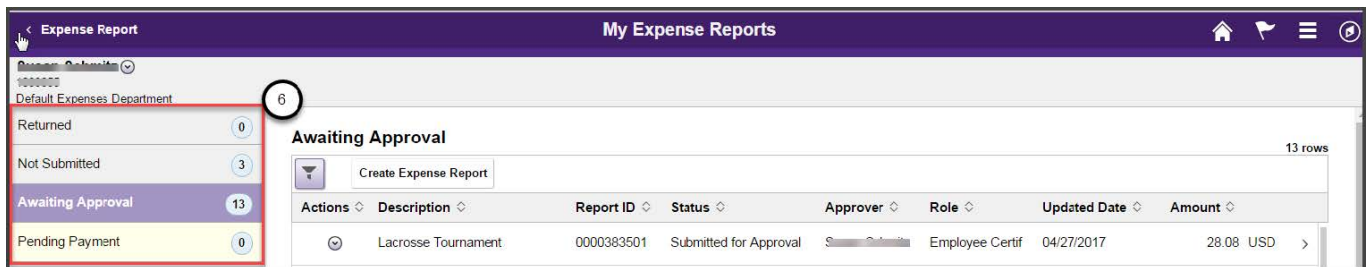 Expense Report
My Expense Reports
Default Expenses Department
6
Returned 0
Not Submitted 3
Awaiting Approval 13
Pending Payment 0
Awaiting Approval
13 rows
Create Expense Report
Actions Description Report ID Status Approver Role Updated Date Amount
Lacrosse Tournament 0000383501 Submitted for Approval Employee Certif 04/27/2017 28.08 USD